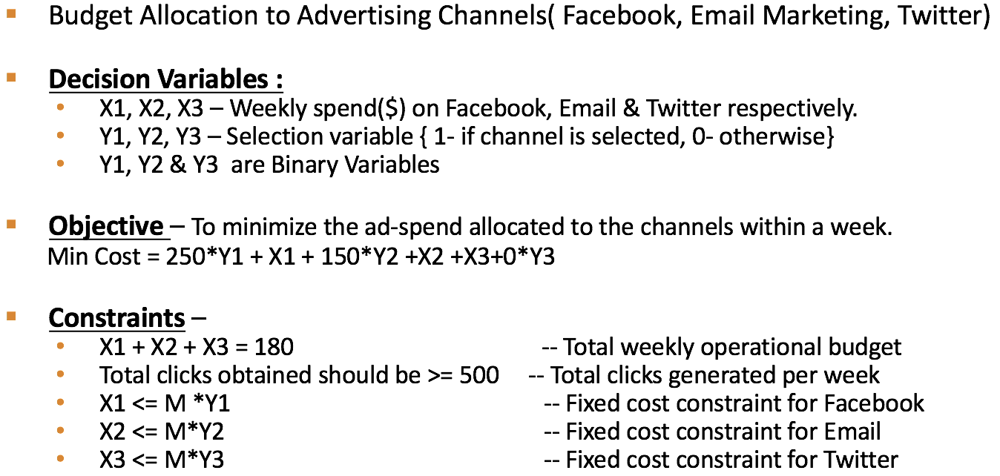 ▪ Budget Allocation to Advertising Channels( Facebook, Email Marketing, Twitter)
▪ Decision Variables :
• X1, X2, X3 – Weekly spend($) on Facebook, Email & Twitter respectively.
• Y1, Y2, Y3 – Selection variable { 1- if channel is selected, 0- otherwise}
• Y1, Y2 & Y3  are Binary Variables
▪ Objective – To minimize the ad-spend allocated to the channels within a week.
Min Cost = 250*Y1 + X1 + 150*Y2 +X2 +X3+0*Y3
▪ Constraints –
• X1 + X2 + X3 = 180 -- Total weekly operational budget
• Total clicks obtained should be >= 500 -- Total clicks generated per week
• X1 <= M *Y1 -- Fixed cost constraint for Facebook
• X2 <= M*Y2 -- Fixed cost constraint for Email
• X3 <= M*Y3 -- Fixed cost constraint for Twitter